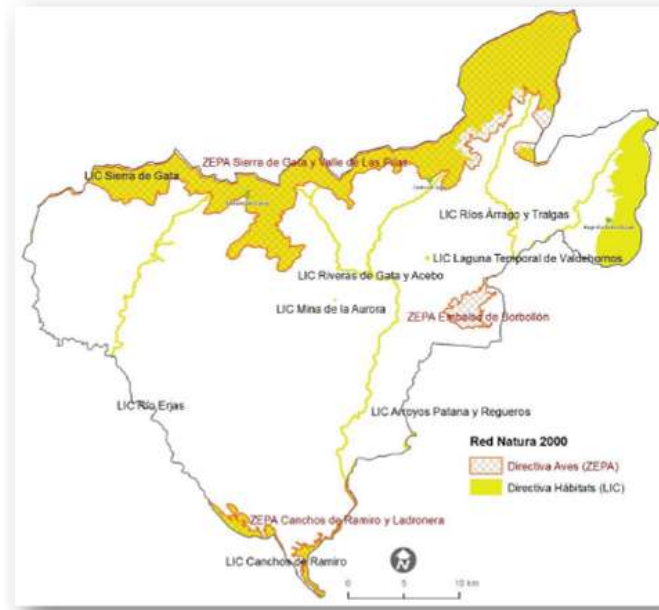 ZEPA Sierra de Gata y Valle de Las Pilas
LIC Sierra de Gata
LIC Ríos Árrago y Tralgas
LIC Laguna Temporal de Valdehornos
LIC Riveras de Gata y Acebo
LIC Mina de la Aurora
ZEPA Embalse de Borbollón
LIC Río Erjas
LIC Arroyos Patana y Regueros
Red Natura 2000
Directiva Aves (ZEPA)
Directiva Hábitats (LIC)
ZEPA Canchos de Ramiro y Ladronera
LIC Canchos de Ramiro
0 5 10 km